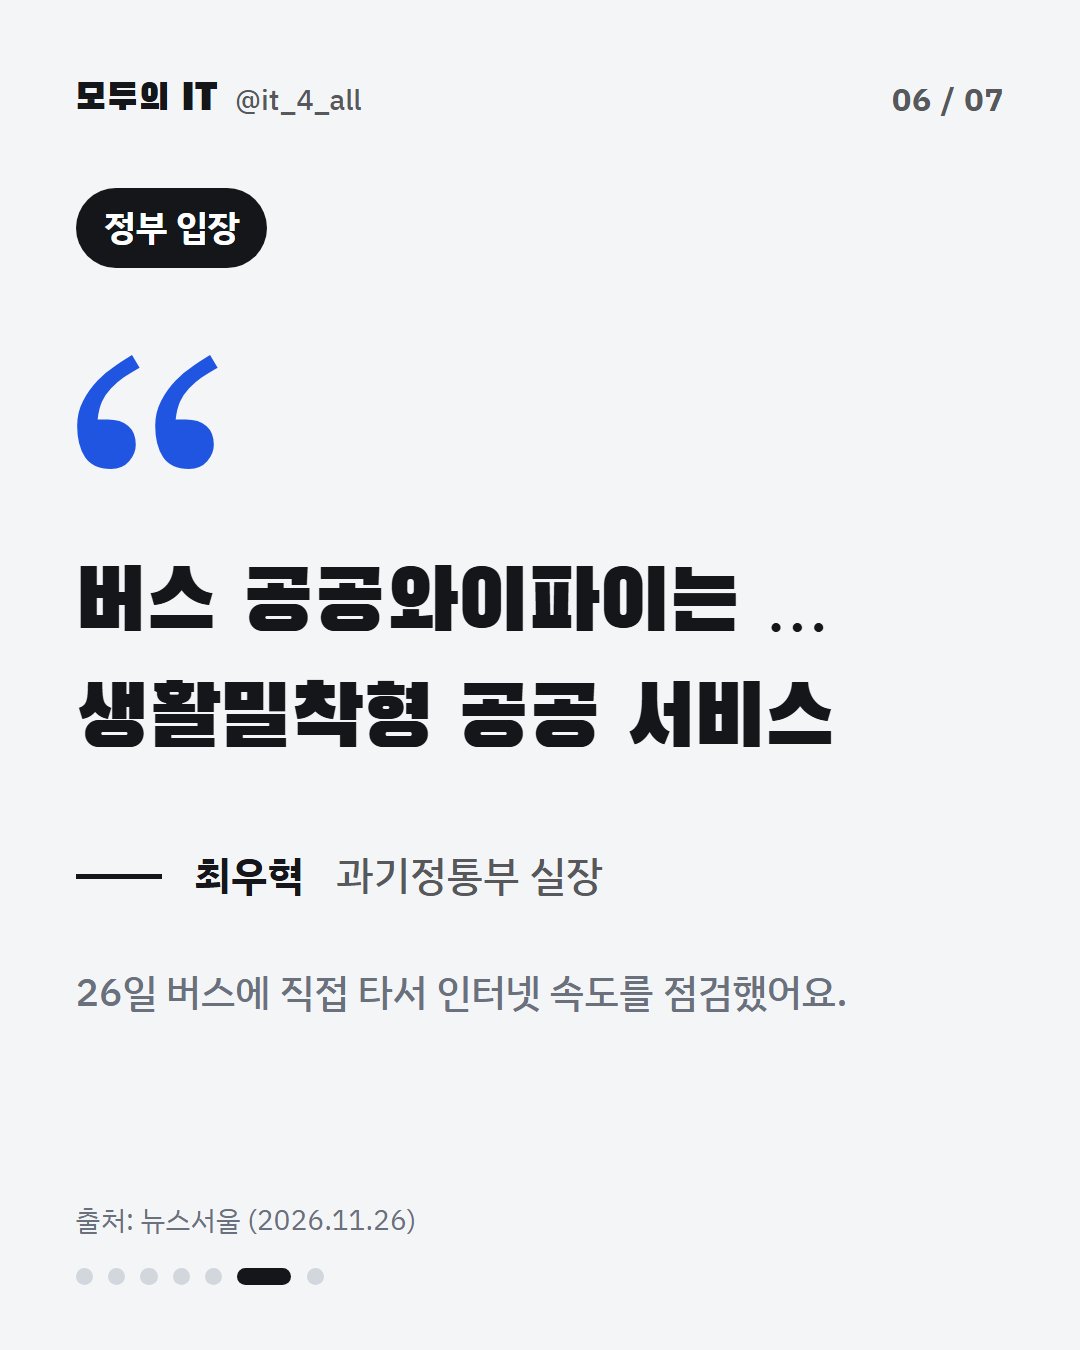 모두의 IT @it_4_all 06 / 07
정부 입장
“
버스 공공와이파이는 …
생활밀착형 공공 서비스
— 최우혁 과기정통부 실장
26일 버스에 직접 타서 인터넷 속도를 점검했어요.
출처: 뉴스서울 (2026.11.26)